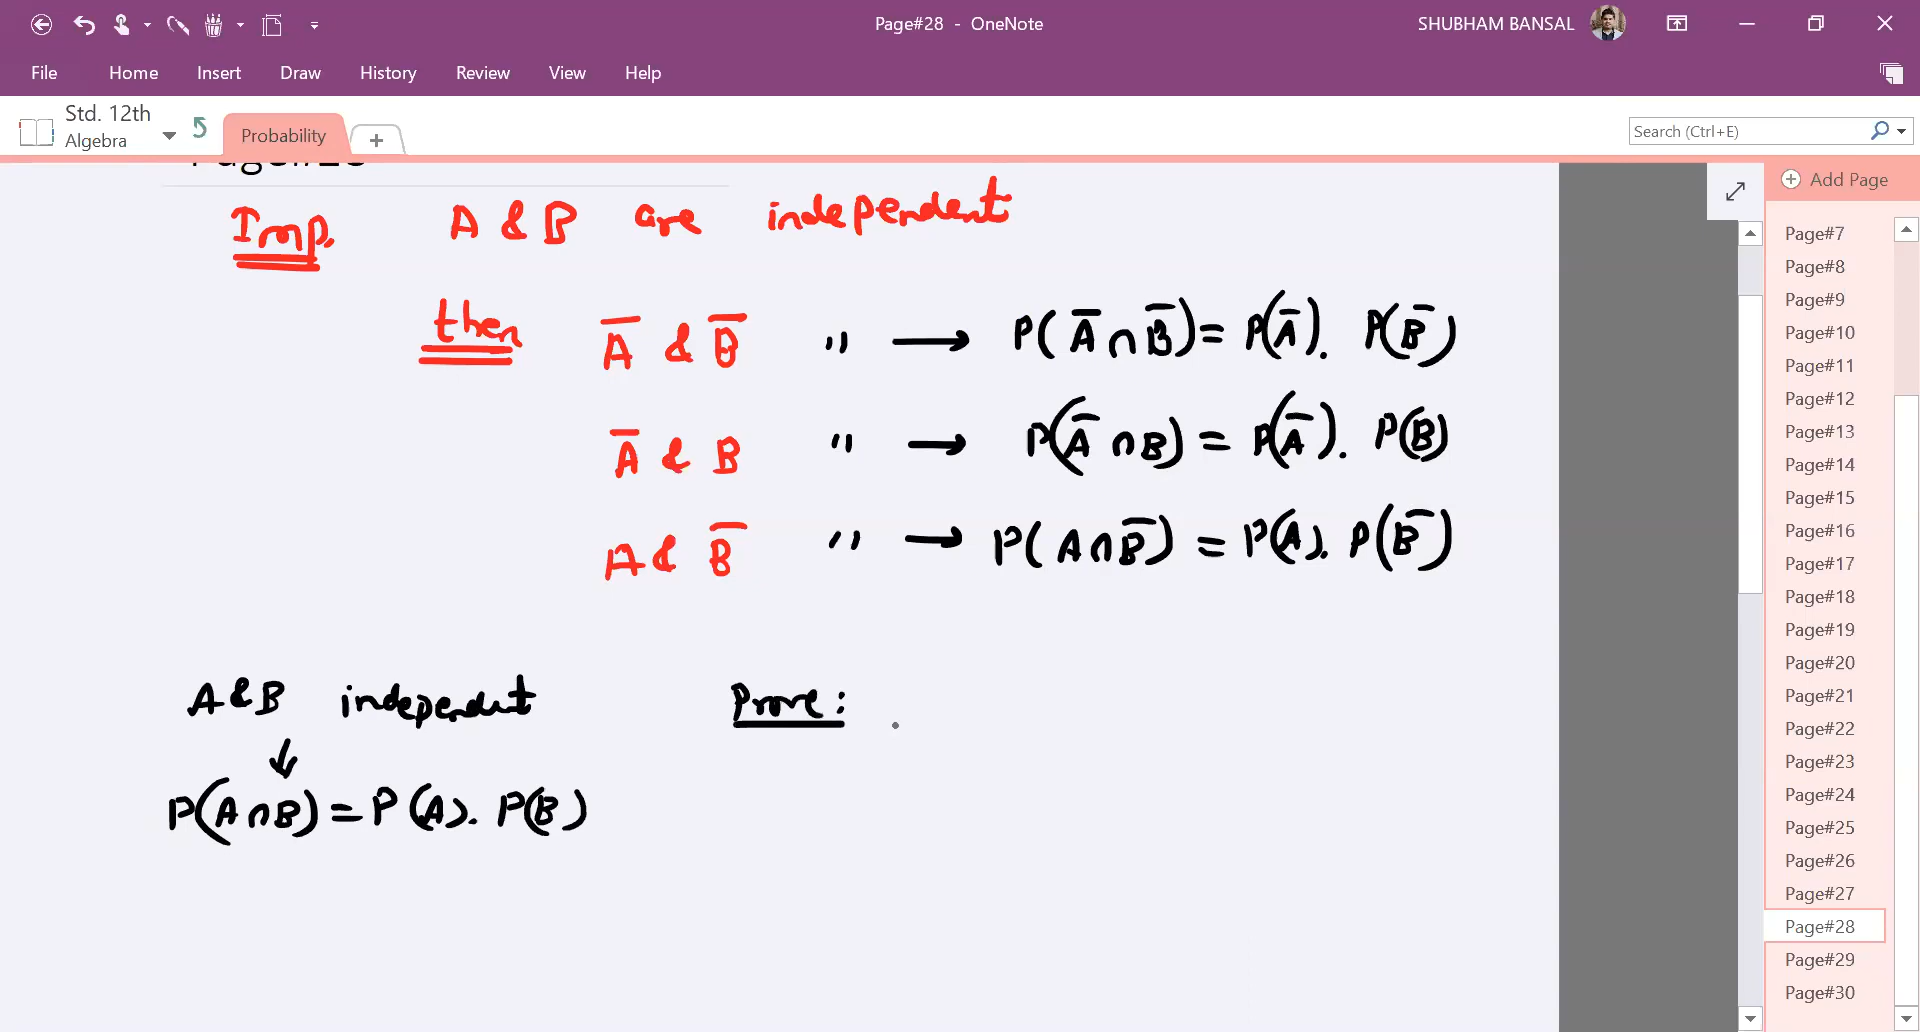 Page#28 - OneNote
SHUBHAM BANSAL
File Home Insert Draw History Review View Help
Std. 12th
Algebra
Probability
Search (Ctrl+E)
Add Page
Imp. A & B are independent
then A̅ & B̅ " → P(A̅ ∩ B̅) = P(A̅). P(B̅)
A̅ & B " → P(A̅ ∩ B) = P(A̅). P(B)
A & B̅ " → P(A ∩ B̅) = P(A). P(B̅)
A & B independent
Prove:
↓
P(A ∩ B) = P(A). P(B)
Page#7
Page#8
Page#9
Page#10
Page#11
Page#12
Page#13
Page#14
Page#15
Page#16
Page#17
Page#18
Page#19
Page#20
Page#21
Page#22
Page#23
Page#24
Page#25
Page#26
Page#27
Page#28
Page#29
Page#30